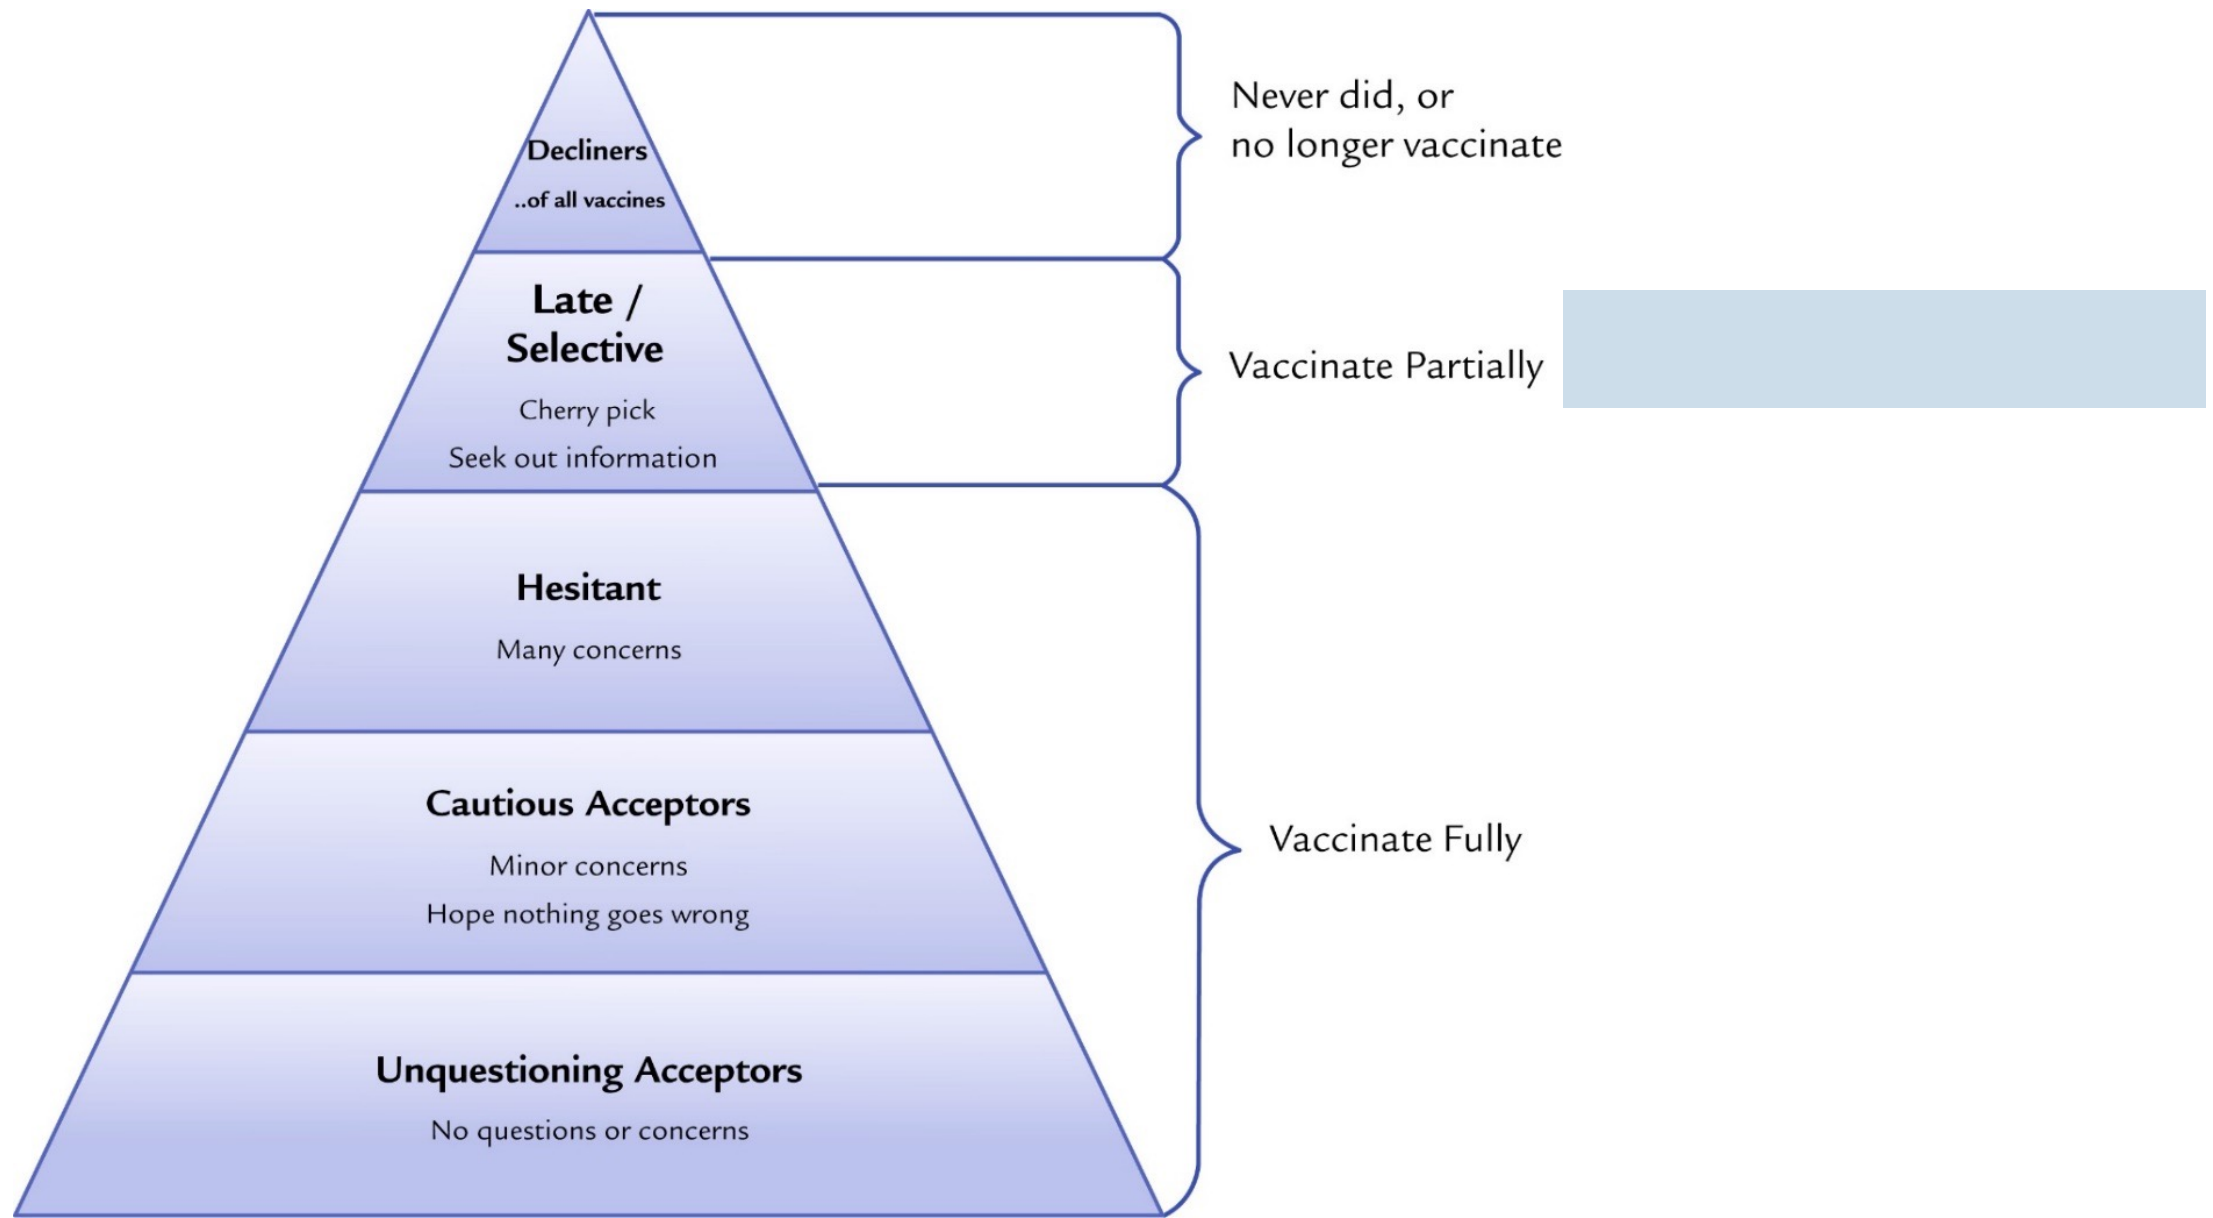 Decliners
..of all vaccines
Never did, or
no longer vaccinate
Late /
Selective
Cherry pick
Seek out information
Vaccinate Partially
Hesitant
Many concerns
Cautious Acceptors
Minor concerns
Hope nothing goes wrong
Vaccinate Fully
Unquestioning Acceptors
No questions or concerns